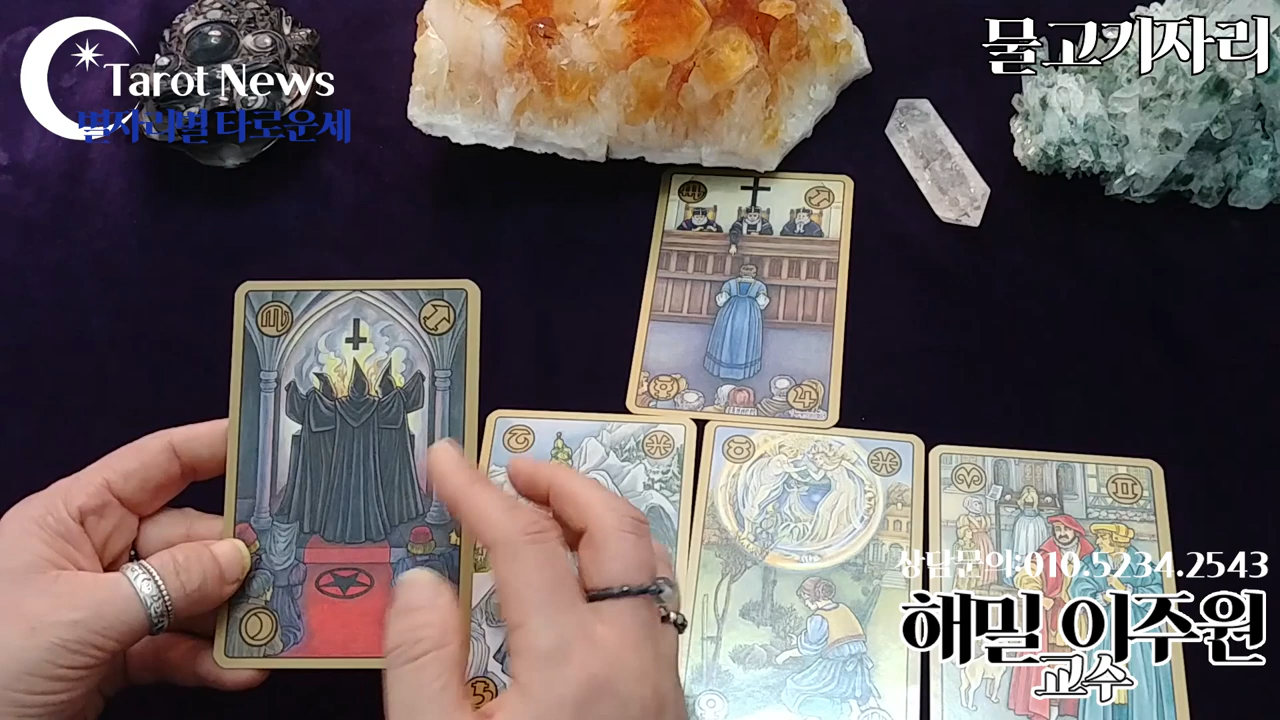 Tarot News
별자리별 타로운세
물고기자리
상담문의:010.5234.2543
해밀 이주원
교수